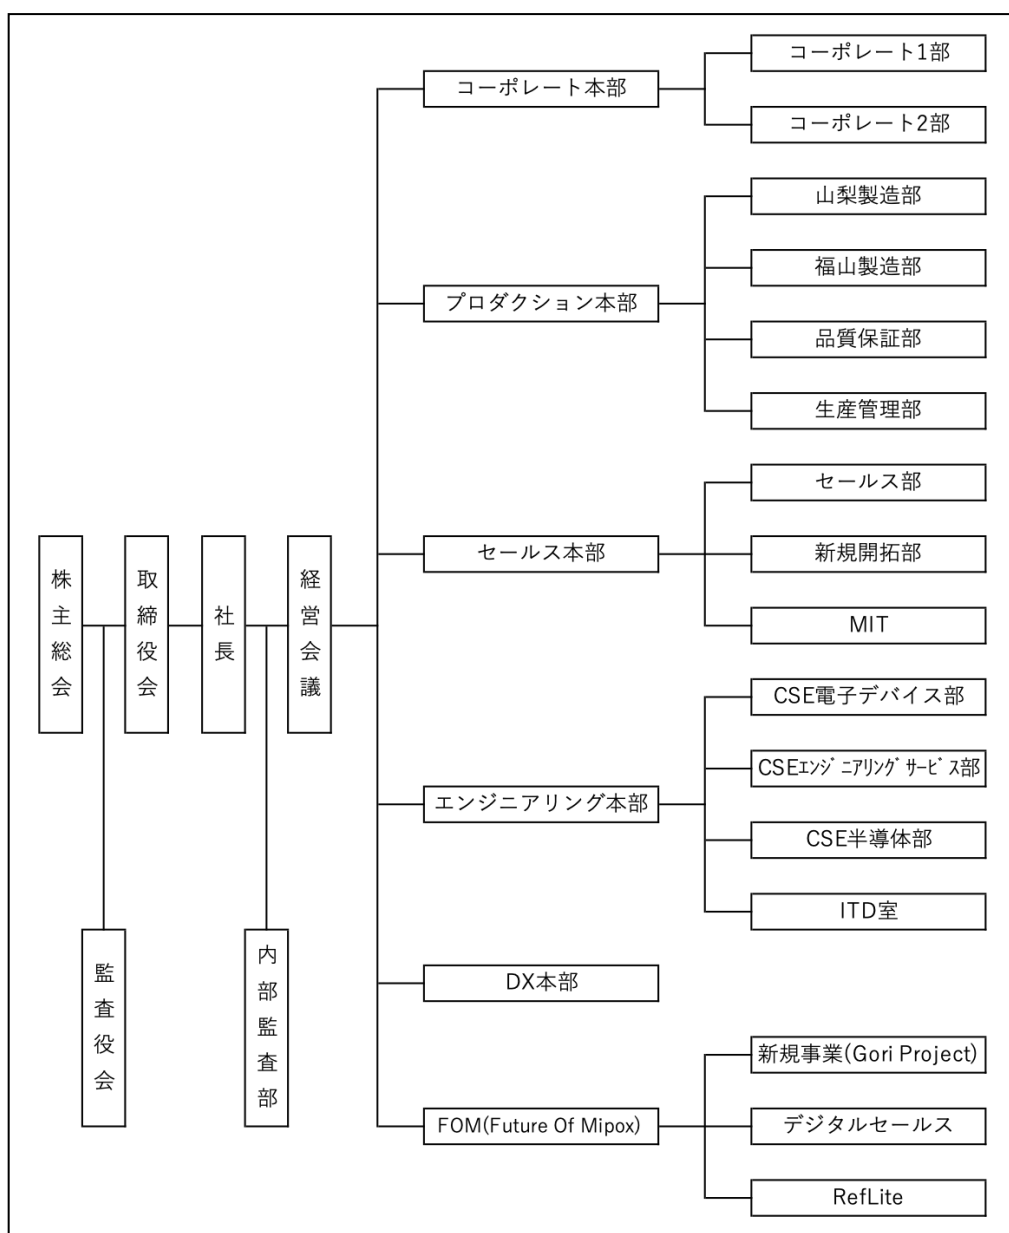 株主総会
監査役会
取締役会
社長
内部監査部
経営会議
コーポレート本部
コーポレート1部
コーポレート2部
プロダクション本部
山梨製造部
福山製造部
品質保証部
生産管理部
セールス本部
セールス部
新規開拓部
MIT
エンジニアリング本部
CSE電子デバイス部
CSEｴﾝｼﾞﾆｱﾘﾝｸﾞｻｰﾋﾞｽ部
CSE半導体部
ITD室
DX本部
FOM(Future Of Mipox)
新規事業(Gori Project)
デジタルセールス
RefLite